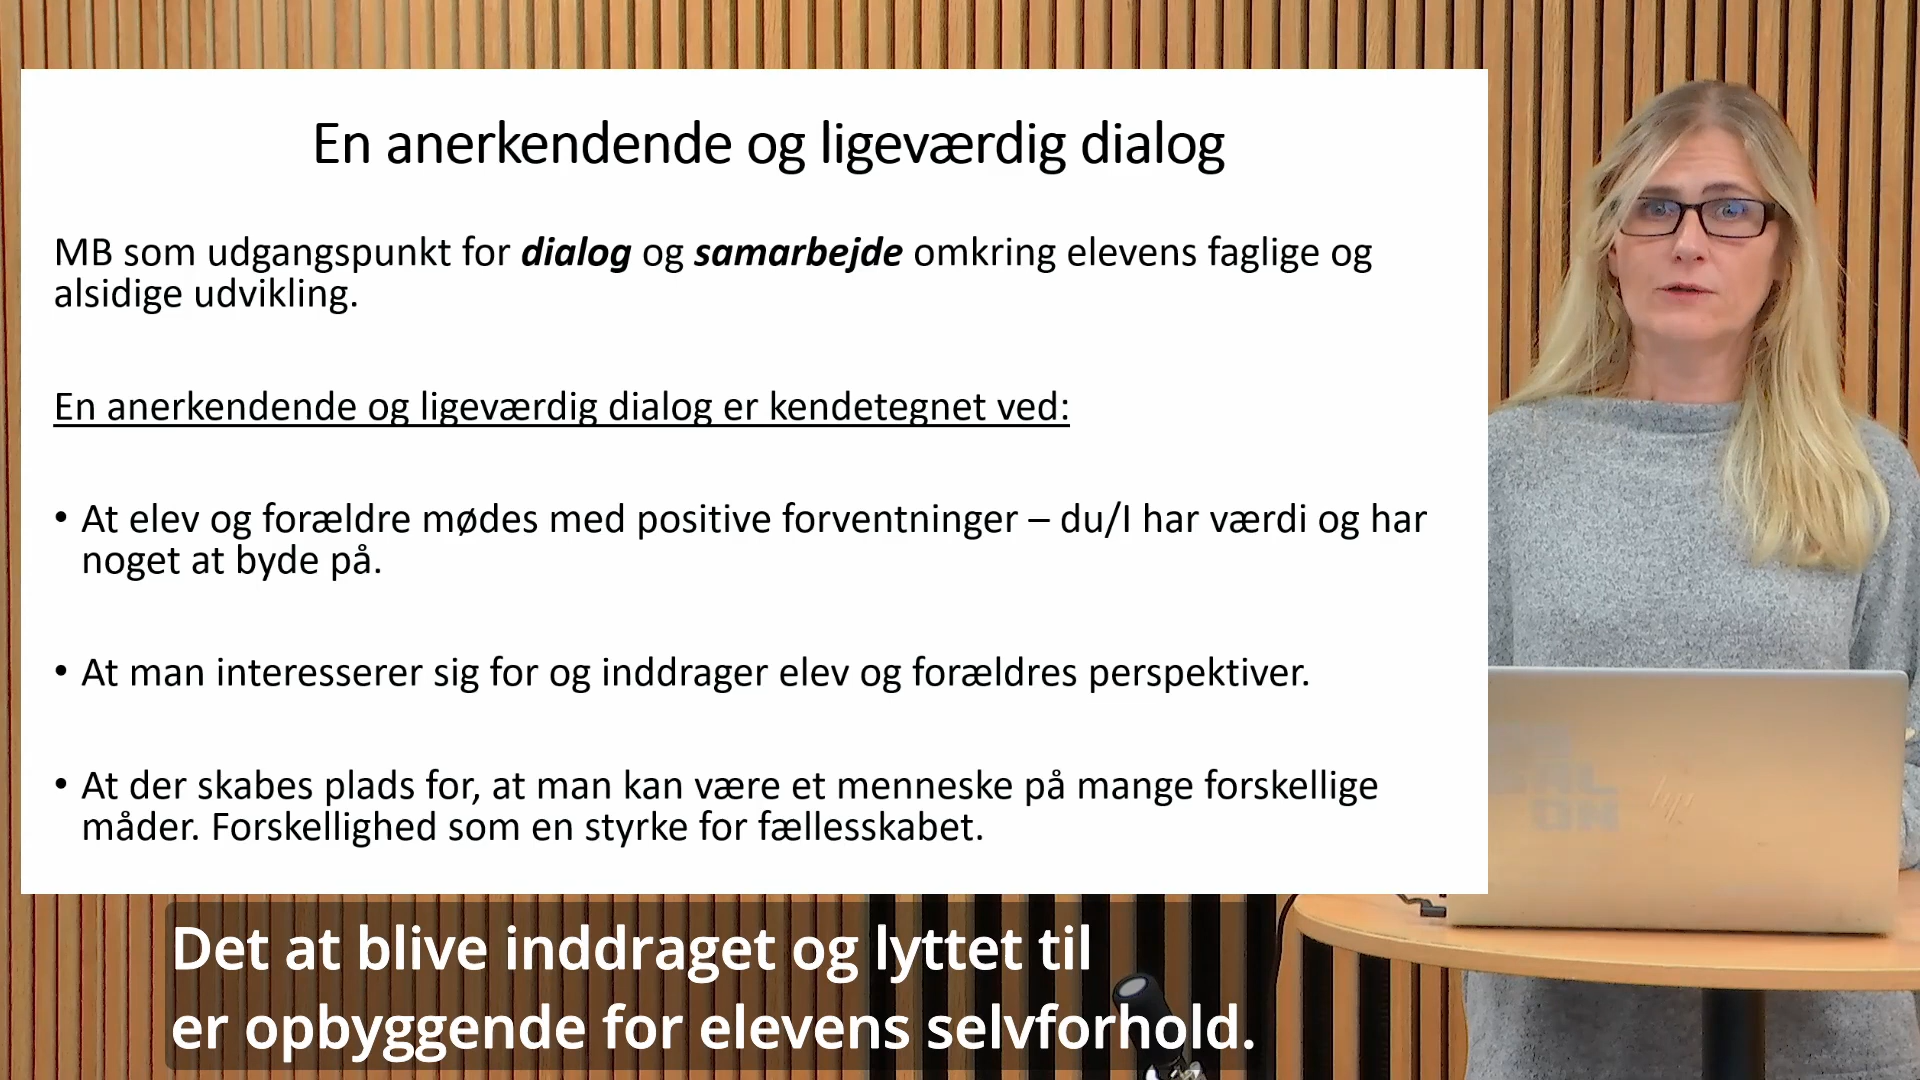 En anerkendende og ligeværdig dialog
MB som udgangspunkt for dialog og samarbejde omkring elevens faglige og
alsidige udvikling.
En anerkendende og ligeværdig dialog er kendetegnet ved:
• At elev og forældre mødes med positive forventninger – du/I har værdi og har
noget at byde på.
• At man interesserer sig for og inddrager elev og forældres perspektiver.
• At der skabes plads for, at man kan være et menneske på mange forskellige
måder. Forskellighed som en styrke for fællesskabet.
hp
Det at blive inddraget og lyttet til
er opbyggende for elevens selvforhold.